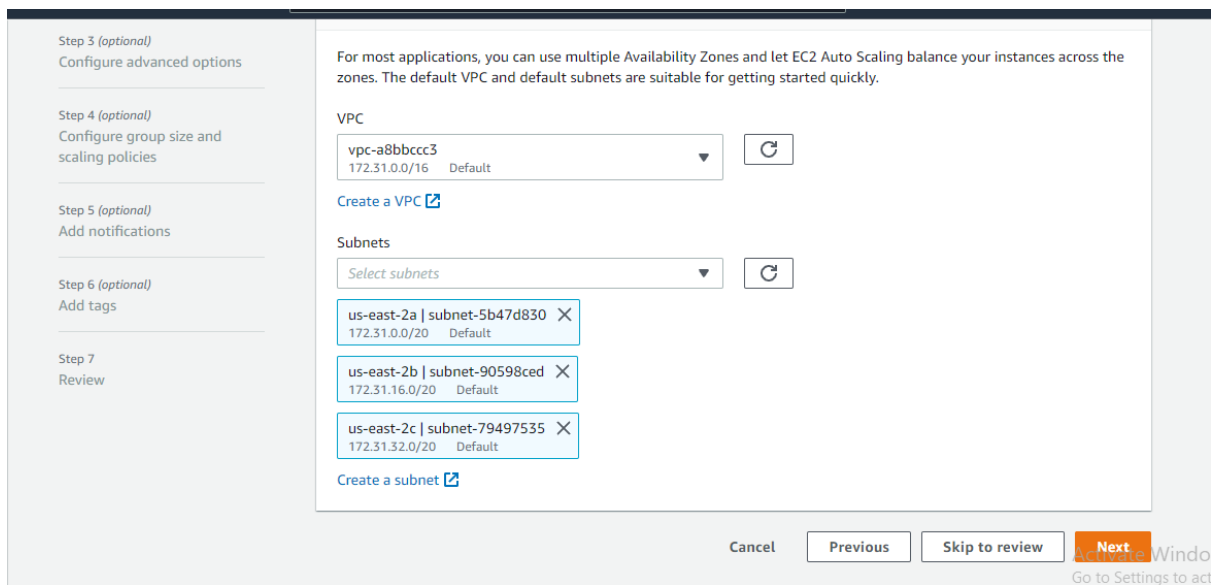 Step 3 (optional)
Configure advanced options
Step 4 (optional)
Configure group size and
scaling policies
Step 5 (optional)
Add notifications
Step 6 (optional)
Add tags
Step 7
Review
For most applications, you can use multiple Availability Zones and let EC2 Auto Scaling balance your instances across the
zones. The default VPC and default subnets are suitable for getting started quickly.
VPC
vpc-a8bbccc3
172.31.0.0/16 Default
Create a VPC
Subnets
Select subnets
us-east-2a | subnet-5b47d830
172.31.0.0/20 Default
us-east-2b | subnet-90598ced
172.31.16.0/20 Default
us-east-2c | subnet-79497535
172.31.32.0/20 Default
Create a subnet
Cancel Previous Skip to review Next
Activate Windo
Go to Settings to act